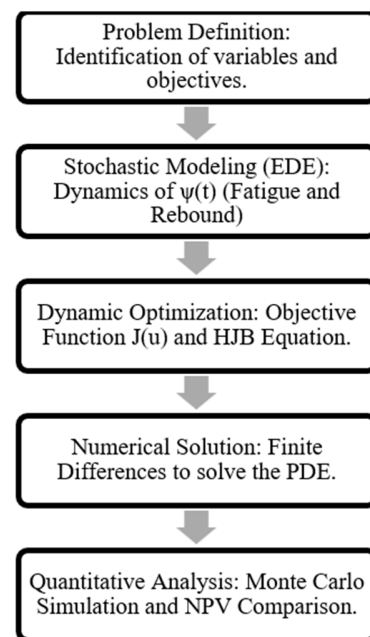 Problem Definition:
Identification of variables and
objectives.
Stochastic Modeling (EDE):
Dynamics of ψ(t) (Fatigue and
Rebound)
Dynamic Optimization: Objective
Function J(u) and HJB Equation.
Numerical Solution: Finite
Differences to solve the PDE.
Quantitative Analysis: Monte Carlo
Simulation and NPV Comparison.